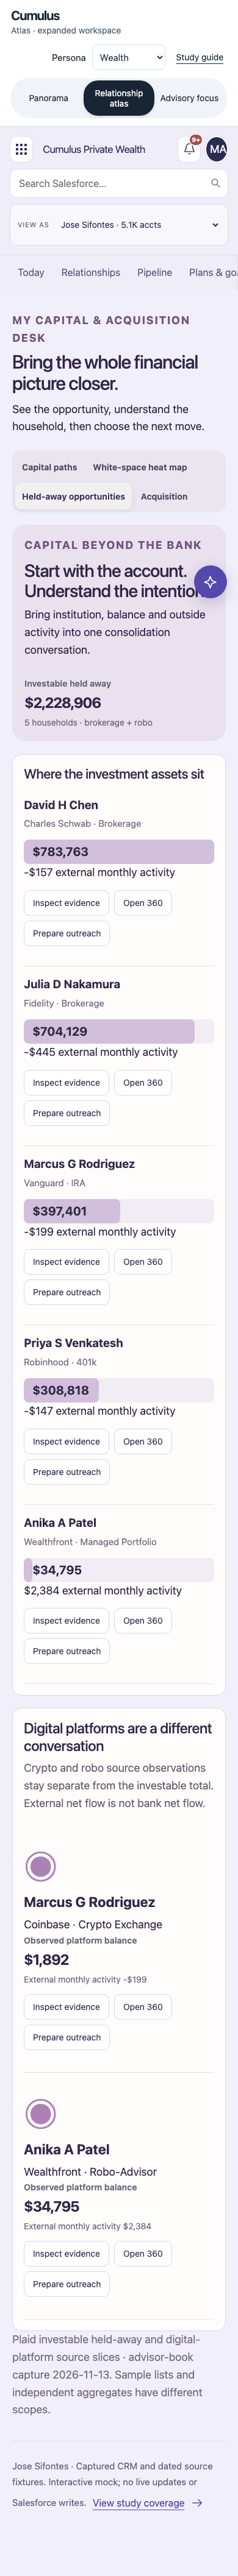 Cumulus
Atlas · expanded workspace
Persona Wealth Study guide
Panorama Relationship atlas Advisory focus
Cumulus Private Wealth 9+ MA
Search Salesforce...
VIEW AS Jose Sifontes · 5.1K accts
Today Relationships Pipeline Plans & goa
MY CAPITAL & ACQUISITION
DESK
Bring the whole financial
picture closer.
See the opportunity, understand the
household, then choose the next move.
Capital paths White-space heat map
Held-away opportunities Acquisition
CAPITAL BEYOND THE BANK
Start with the account.
Understand the intention.
Bring institution, balance and outside
activity into one consolidation
conversation.
Investable held away
$2,228,906
5 households · brokerage + robo
Where the investment assets sit
David H Chen
Charles Schwab · Brokerage
$783,763
-$157 external monthly activity
Inspect evidence Open 360
Prepare outreach
Julia D Nakamura
Fidelity · Brokerage
$704,129
-$445 external monthly activity
Inspect evidence Open 360
Prepare outreach
Marcus G Rodriguez
Vanguard · IRA
$397,401
-$199 external monthly activity
Inspect evidence Open 360
Prepare outreach
Priya S Venkatesh
Robinhood · 401k
$308,818
-$147 external monthly activity
Inspect evidence Open 360
Prepare outreach
Anika A Patel
Wealthfront · Managed Portfolio
$34,795
$2,384 external monthly activity
Inspect evidence Open 360
Prepare outreach
Digital platforms are a different
conversation
Crypto and robo source observations
stay separate from the investable total.
External net flow is not bank net flow.
Marcus G Rodriguez
Coinbase · Crypto Exchange
Observed platform balance
$1,892
External monthly activity -$199
Inspect evidence Open 360
Prepare outreach
Anika A Patel
Wealthfront · Robo-Advisor
Observed platform balance
$34,795
External monthly activity $2,384
Inspect evidence Open 360
Prepare outreach
Plaid investable held-away and digital-
platform source slices · advisor-book
capture 2026-11-13. Sample lists and
independent aggregates have different
scopes.
Jose Sifontes · Captured CRM and dated source
fixtures. Interactive mock; no live updates or
Salesforce writes. View study coverage →